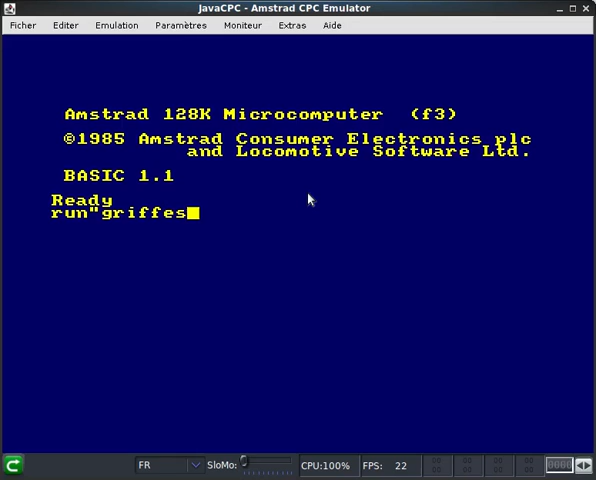 JavaCPC - Amstrad CPC Emulator
Ficher Editer Emulation Paramètres Moniteur Extras Aide
Amstrad 128K Microcomputer (f3)
©1985 Amstrad Consumer Electronics plc
and Locomotive Software Ltd.
BASIC 1.1
Ready
run"griffes
FR SloMo: CPU:100% FPS: 22